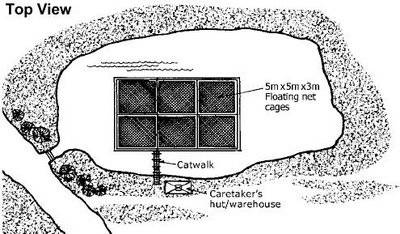 Top View
5m x5m x3m
Floating net
cages
Catwalk
Caretaker's
hut/warehouse